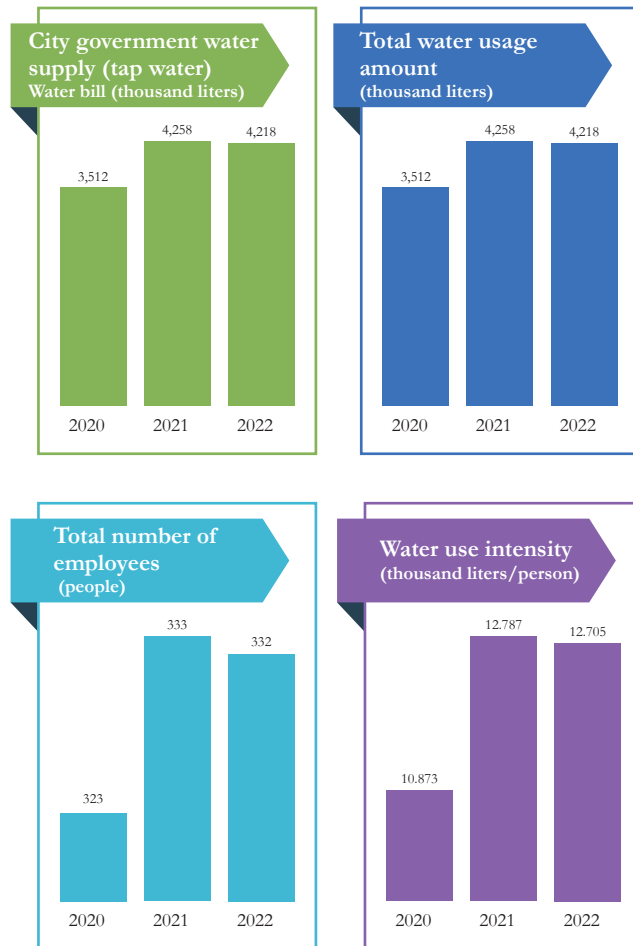 City government water
supply (tap water)
Water bill (thousand liters)
4,258
4,218
3,512
2020
2021
2022
Total water usage
amount
(thousand liters)
4,258
4,218
3,512
2020
2021
2022
Total number of
employees
(people)
333
332
323
2020
2021
2022
Water use intensity
(thousand liters/person)
12.787
12.705
10.873
2020
2021
2022